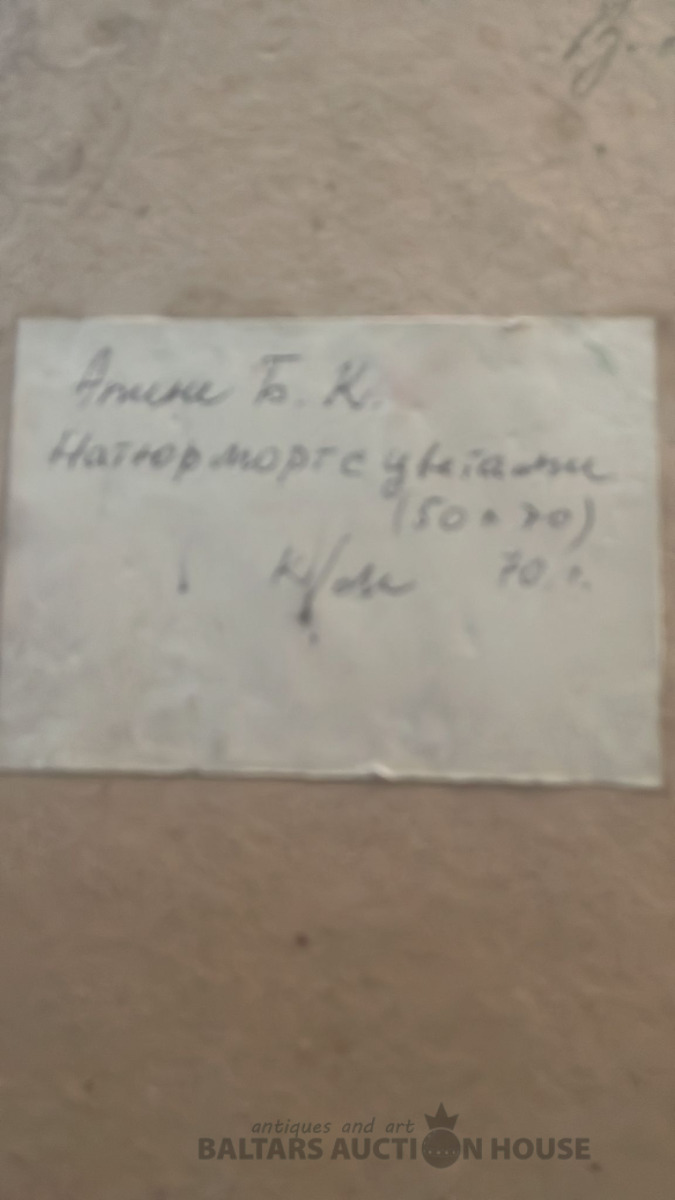 Б. К.
Натюрморт с цветами
(50 x 70)
к/м 70 г.
antiques and art
BALTARS AUCTION HOUSE